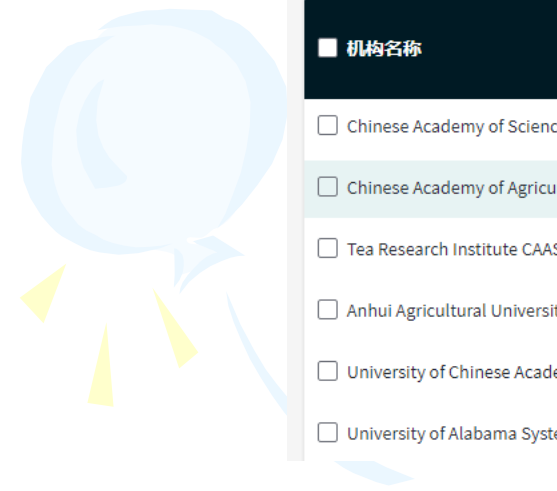 机构名称
Chinese Academy of Scienc
Chinese Academy of Agricu
Tea Research Institute CAAS
Anhui Agricultural Universit
University of Chinese Acade
University of Alabama Syste